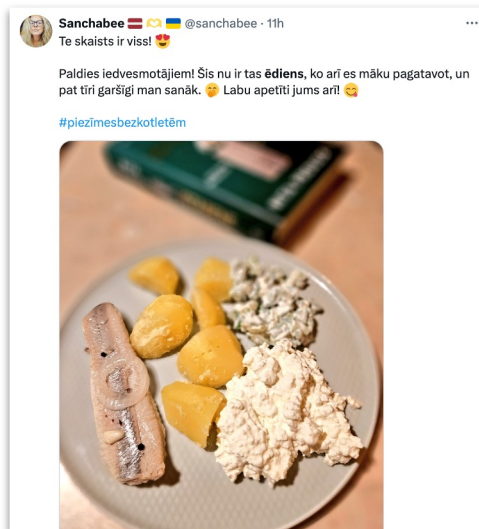 Sanchabee 🇱🇻 🫶 🇺🇦 @sanchabee · 11h
Te skaists ir viss! 😍
Paldies iedvesmotājiem! Šis nu ir tas ēdiens, ko arī es māku pagatavot, un
pat tīri garšīgi man sanāk. 🤭 Labu apetīti jums arī! 😋
#piezīmesbezkotletēm